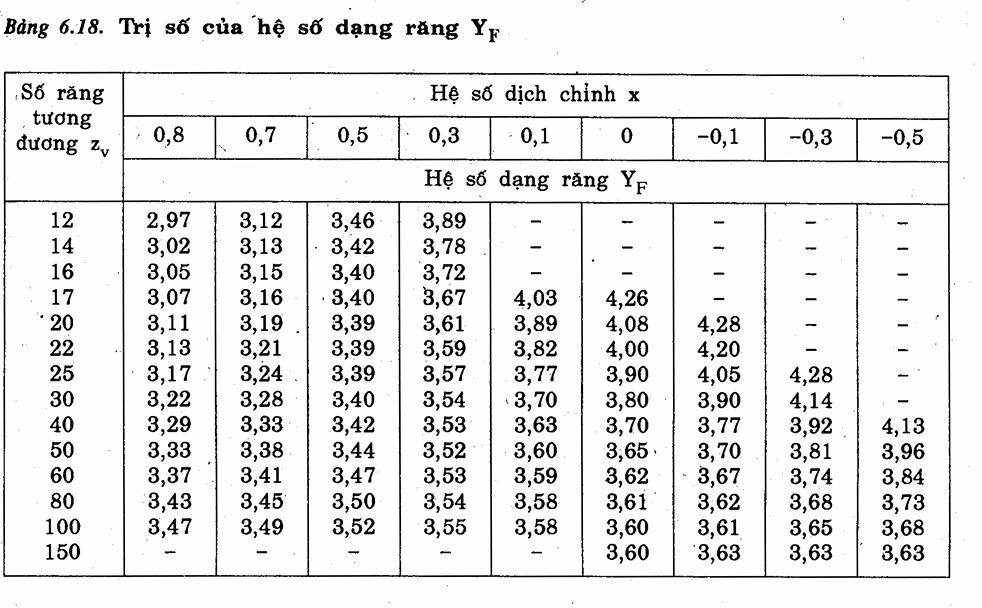 Bảng 6.18. Trị số của hệ số dạng răng Y_F
Số răng tương đương z_v | Hệ số dịch chỉnh x
0,8 | 0,7 | 0,5 | 0,3 | 0,1 | 0 | –0,1 | –0,3 | –0,5
Hệ số dạng răng Y_F
12 | 2,97 | 3,12 | 3,46 | 3,89 | – | – | – | – | –
14 | 3,02 | 3,13 | 3,42 | 3,78 | – | – | – | – | –
16 | 3,05 | 3,15 | 3,40 | 3,72 | – | – | – | – | –
17 | 3,07 | 3,16 | 3,40 | 3,67 | 4,03 | 4,26 | – | – | –
20 | 3,11 | 3,19 | 3,39 | 3,61 | 3,89 | 4,08 | 4,28 | – | –
22 | 3,13 | 3,21 | 3,39 | 3,59 | 3,82 | 4,00 | 4,20 | – | –
25 | 3,17 | 3,24 | 3,39 | 3,57 | 3,77 | 3,90 | 4,05 | 4,28 | –
30 | 3,22 | 3,28 | 3,40 | 3,54 | 3,70 | 3,80 | 3,90 | 4,14 | –
40 | 3,29 | 3,33 | 3,42 | 3,53 | 3,63 | 3,70 | 3,77 | 3,92 | 4,13
50 | 3,33 | 3,38 | 3,44 | 3,52 | 3,60 | 3,65 | 3,70 | 3,81 | 3,96
60 | 3,37 | 3,41 | 3,47 | 3,53 | 3,59 | 3,62 | 3,67 | 3,74 | 3,84
80 | 3,43 | 3,45 | 3,50 | 3,54 | 3,58 | 3,61 | 3,62 | 3,68 | 3,73
100 | 3,47 | 3,49 | 3,52 | 3,55 | 3,58 | 3,60 | 3,61 | 3,65 | 3,68
150 | – | – | – | – | – | 3,60 | 3,63 | 3,63 | 3,63